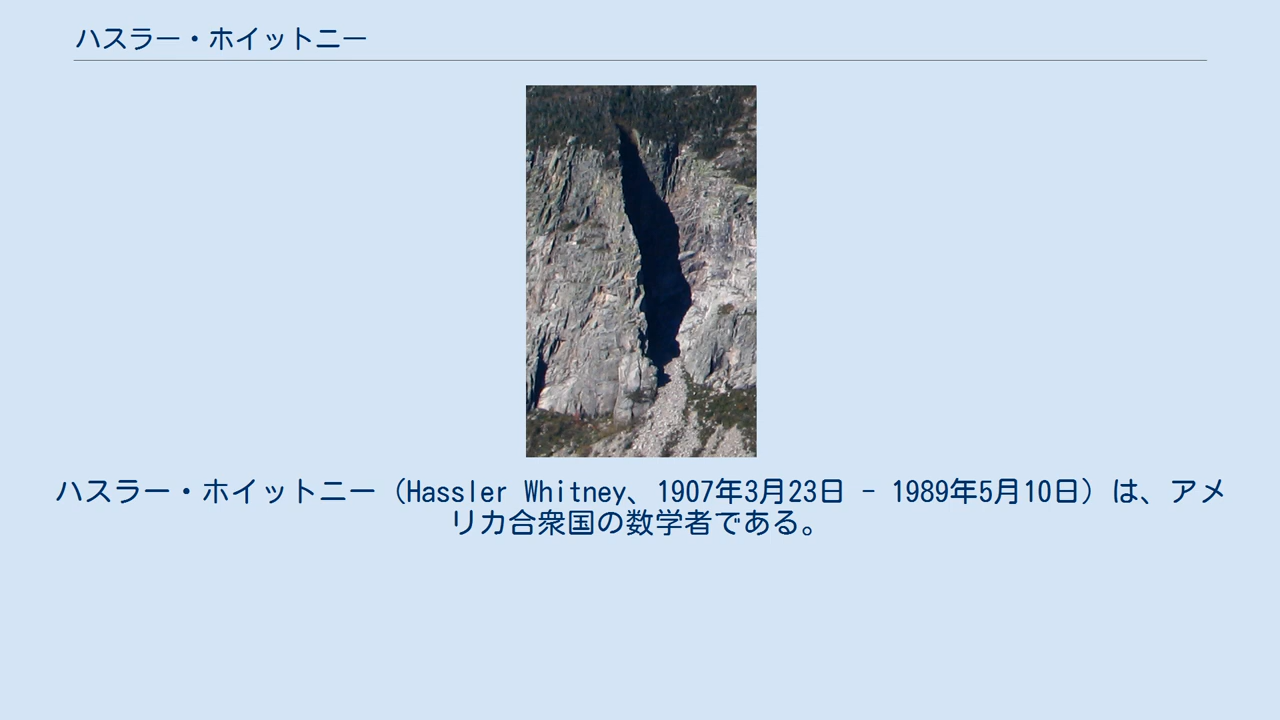 ハスラー・ホイットニー
ハスラー・ホイットニー（Hassler Whitney、1907年3月23日 - 1989年5月10日）は、アメ
リカ合衆国の数学者である。